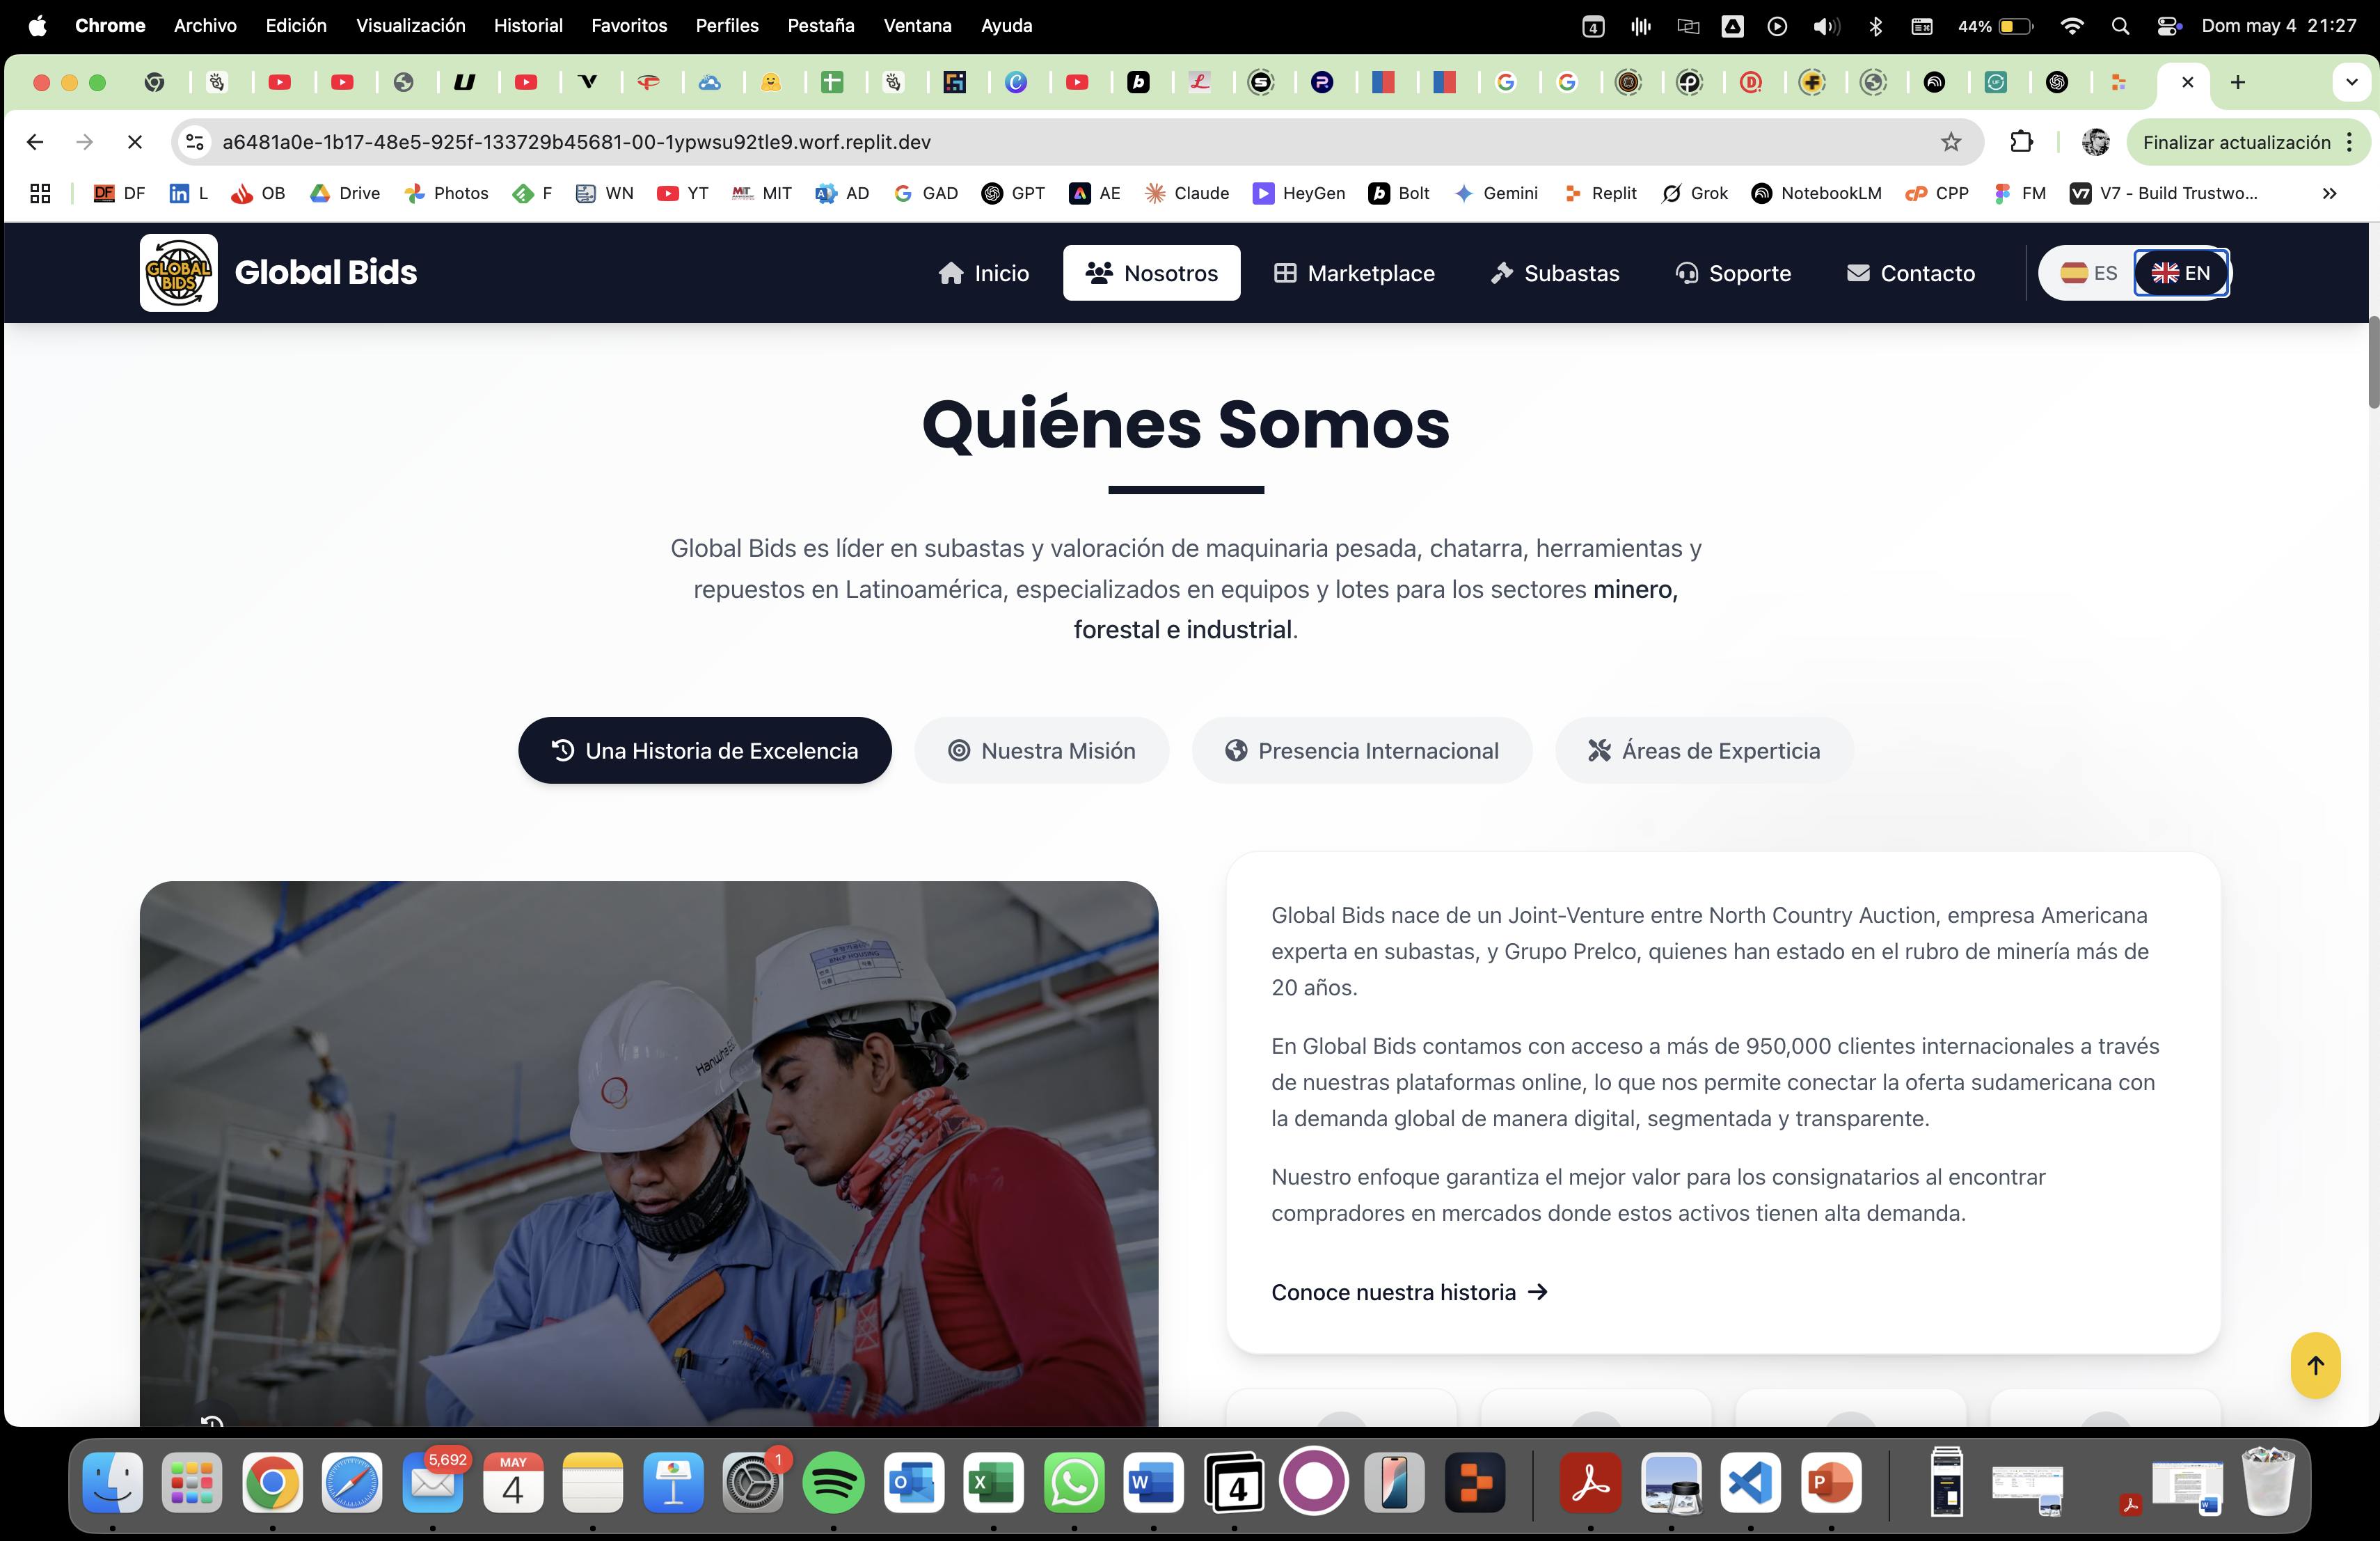 Chrome Archivo Edición Visualización Historial Favoritos Perfiles Pestaña Ventana Ayuda 4 44% Dom may 4 21:27
a6481a0e-1b17-48e5-925f-133729b45681-00-1ypwsu92tle9.worf.replit.dev Finalizar actualización
DF L OB Drive Photos F WN YT MIT AD GAD GPT AE Claude HeyGen Bolt Gemini Replit Grok NotebookLM CPP FM V7 - Build Trustwo...
GLOBAL BIDS Global Bids Inicio Nosotros Marketplace Subastas Soporte Contacto ES EN
Quiénes Somos
Global Bids es líder en subastas y valoración de maquinaria pesada, chatarra, herramientas y
repuestos en Latinoamérica, especializados en equipos y lotes para los sectores minero,
forestal e industrial.
Una Historia de Excelencia Nuestra Misión Presencia Internacional Áreas de Experticia
Global Bids nace de un Joint-Venture entre North Country Auction, empresa Americana
experta en subastas, y Grupo Prelco, quienes han estado en el rubro de minería más de
20 años.
En Global Bids contamos con acceso a más de 950,000 clientes internacionales a través
de nuestras plataformas online, lo que nos permite conectar la oferta sudamericana con
la demanda global de manera digital, segmentada y transparente.
Nuestro enfoque garantiza el mejor valor para los consignatarios al encontrar
compradores en mercados donde estos activos tienen alta demanda.
Conoce nuestra historia
5,692 MAY 4 1 4